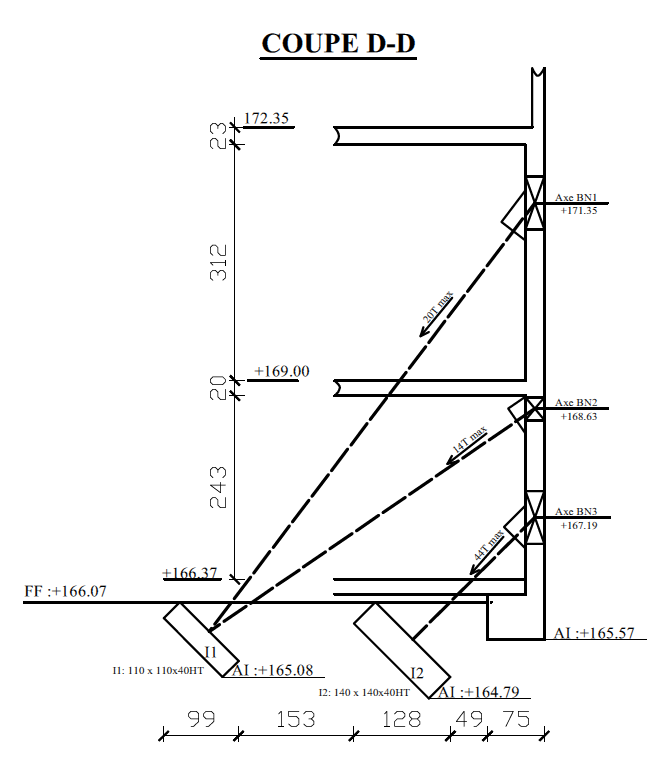 COUPE D-D
172.35
23
Axe BN1
+171.35
312
20T max
+169.00
20
Axe BN2
+168.63
14T max
243
Axe BN3
+167.19
44T max
+166.37
FF :+166.07
AI :+165.57
I1
I1: 110 x 110x40HT
AI :+165.08
I2
I2: 140 x 140x40HT
AI :+164.79
99 153 128 49 75